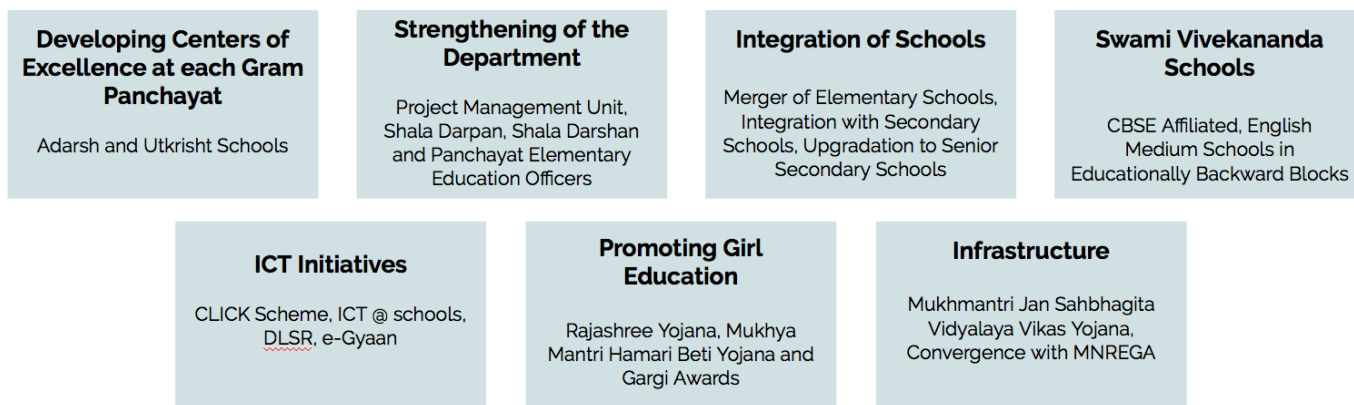 Developing Centers of
Excellence at each Gram
Panchayat
Adarsh and Utkrisht Schools
Strengthening of the
Department
Project Management Unit,
Shala Darpan, Shala Darshan
and Panchayat Elementary
Education Officers
Integration of Schools
Merger of Elementary Schools,
Integration with Secondary
Schools, Upgradation to Senior
Secondary Schools
Swami Vivekananda
Schools
CBSE Affiliated, English
Medium Schools in
Educationally Backward Blocks
ICT Initiatives
CLICK Scheme, ICT @ schools,
DLSR, e-Gyaan
Promoting Girl
Education
Rajashree Yojana, Mukhya
Mantri Hamari Beti Yojana and
Gargi Awards
Infrastructure
Mukhmantri Jan Sahbhagita
Vidyalaya Vikas Yojana,
Convergence with MNREGA